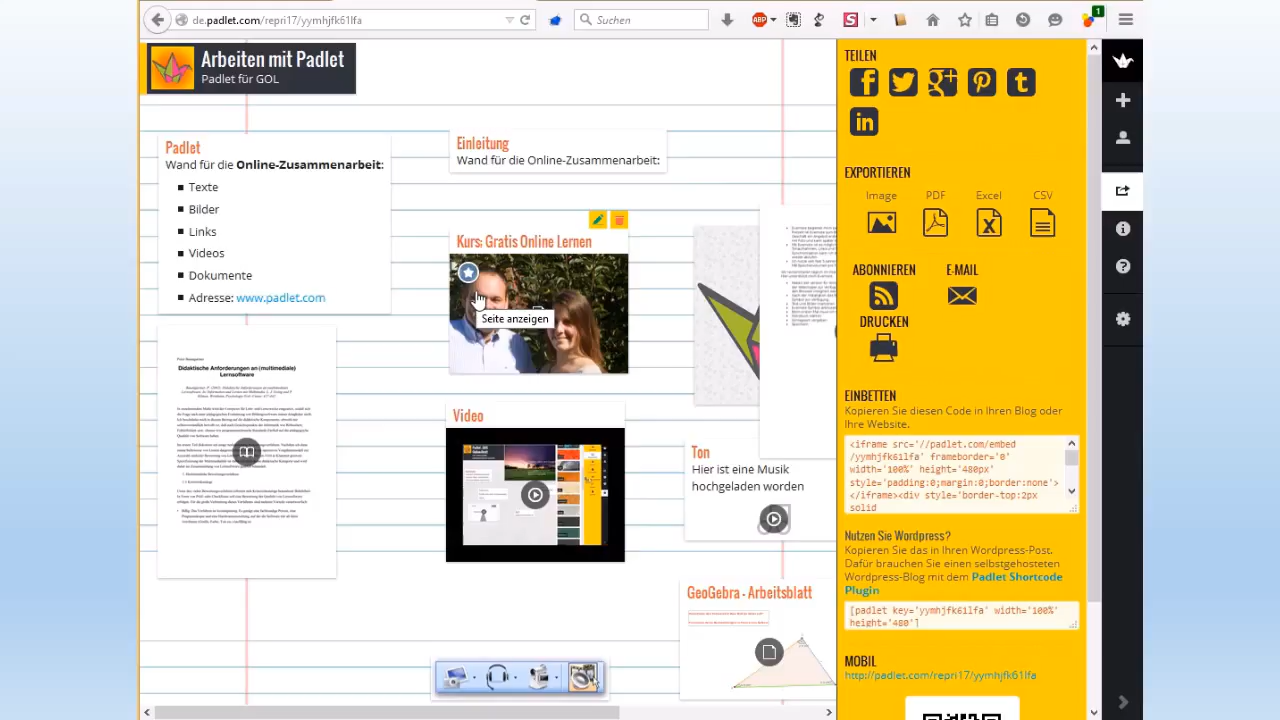 de.padlet.com/repri17/yymhjfk61lfa
Suchen
ABP
S
1
Arbeiten mit Padlet
Padlet für GOL
Padlet
Wand für die Online-Zusammenarbeit:
Texte
Bilder
Links
Videos
Dokumente
Adresse: www.padlet.com
Didaktische Anforderungen an (multimediale)
Lernsoftware
Einleitung
Wand für die Online-Zusammenarbeit:
Kurs: Gratis Online Lernen
Seite anzeigen
Video
Ton
Hier ist eine Musik
hochgeladen worden
GeoGebra - Arbeitsblatt
TEILEN
EXPORTIEREN
Image PDF Excel CSV
ABONNIEREN E-MAIL
DRUCKEN
EINBETTEN
Kopieren Sie diesen Code in Ihren Blog oder
Ihre Website.
<iframe src='//padlet.com/embed
/yymhjfk61lfa' frameborder='0'
width='100%' height='480px'
style='padding:0;margin:0;border:none'>
</iframe><div style='border-top:2px
solid
Nutzen Sie Wordpress?
Kopieren Sie das in Ihren Wordpress-Post.
Dafür brauchen Sie einen selbstgehosteten
Wordpress-Blog mit dem Padlet Shortcode
Plugin
[padlet key='yymhjfk61lfa' width='100%'
height='480']
MOBIL
http://padlet.com/repri17/yymhjfk61lfa